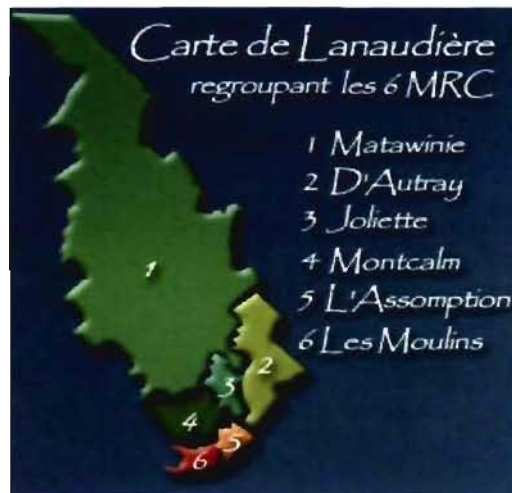 Carte de Lanaudière
regroupant les 6 MRC
1 Matawinie
2 D'Autray
3 Joliette
4 Montcalm
5 L'Assomption
6 Les Moulins
1
2
3
4
5
6